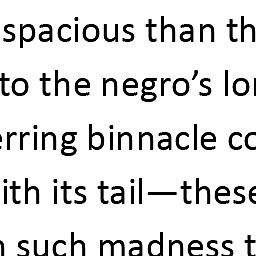 spacious than th
to the negro’s lo
erring binnacle co
ith its tail—these
such madness t